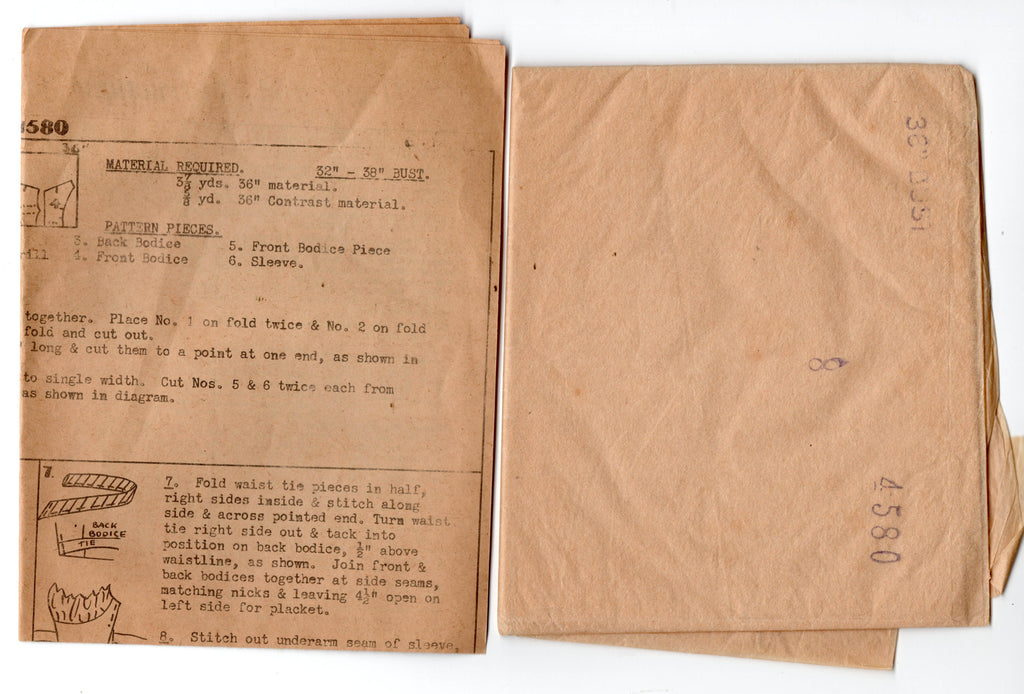 4580
36"
MATERIAL REQUIRED. 32" - 38" BUST.
3⅞ yds. 36" material.
⅜ yd. 36" Contrast material.
PATTERN PIECES.
3. Back Bodice 5. Front Bodice Piece
rill 4. Front Bodice 6. Sleeve.
together. Place No. 1 on fold twice & No. 2 on fold
fold and cut out.
long & cut them to a point at one end, as shown in
to single width. Cut Nos. 5 & 6 twice each from
as shown in diagram.
7.
BACK
BODICE
TIE
7. Fold waist tie pieces in half,
right sides inside & stitch along
side & across pointed end. Turn waist
tie right side out & tack into
position on back bodice, ½" above
waistline, as shown. Join front &
back bodices together at side seams,
matching nicks & leaving 4½" open on
left side for placket.
8. Stitch out underarm seam of sleeve,
36" BUST
8
4580